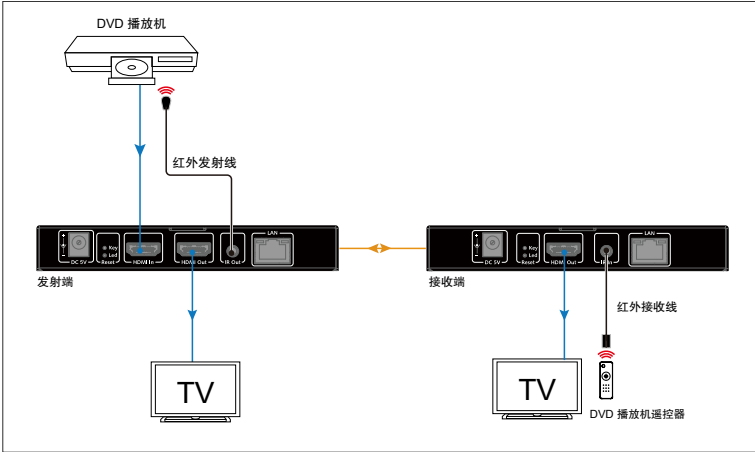 DVD 播放机
红外发射线
+
-
DC 5V
Key
Led
Reset
HDMI In
HDMI Out
IR Out
LAN
发射端
+
-
DC 5V
Key
Led
Reset
HDMI Out
IR In
LAN
接收端
红外接收线
TV
TV
DVD 播放机遥控器